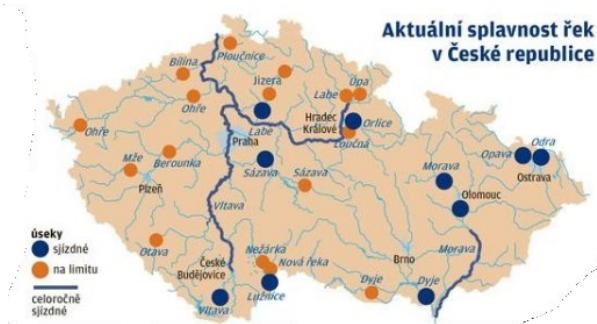 Aktuální splavnost řek
v České republice
Ploučnice
Bílina
Jizera
Úpa
Labe
Ohře
Hradec
Králové
Orlice
Ohře
Labe
Loučná
Praha
Opava
Odra
Mže
Berounka
Sázava
Sázava
Morava
Ostrava
Plzeň
Olomouc
Vltava
úseky
sjízdné
na limitu
celoročně
sjízdné
Otava
Nežárka
Nová řeka
České
Budějovice
Brno
Morava
Dyje
Dyje
Lužnice
Vltava